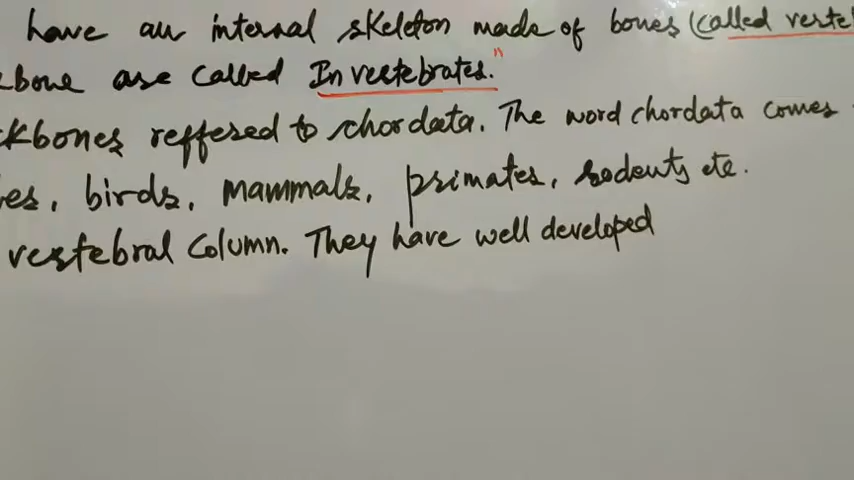 have an internal skeleton made of bones (called verte
bone are called Invertebrates."
kbones reffered to chordata. The word chordata comes
es, birds, mammals, primates, rodents etc.
vertebral column. They have well developed